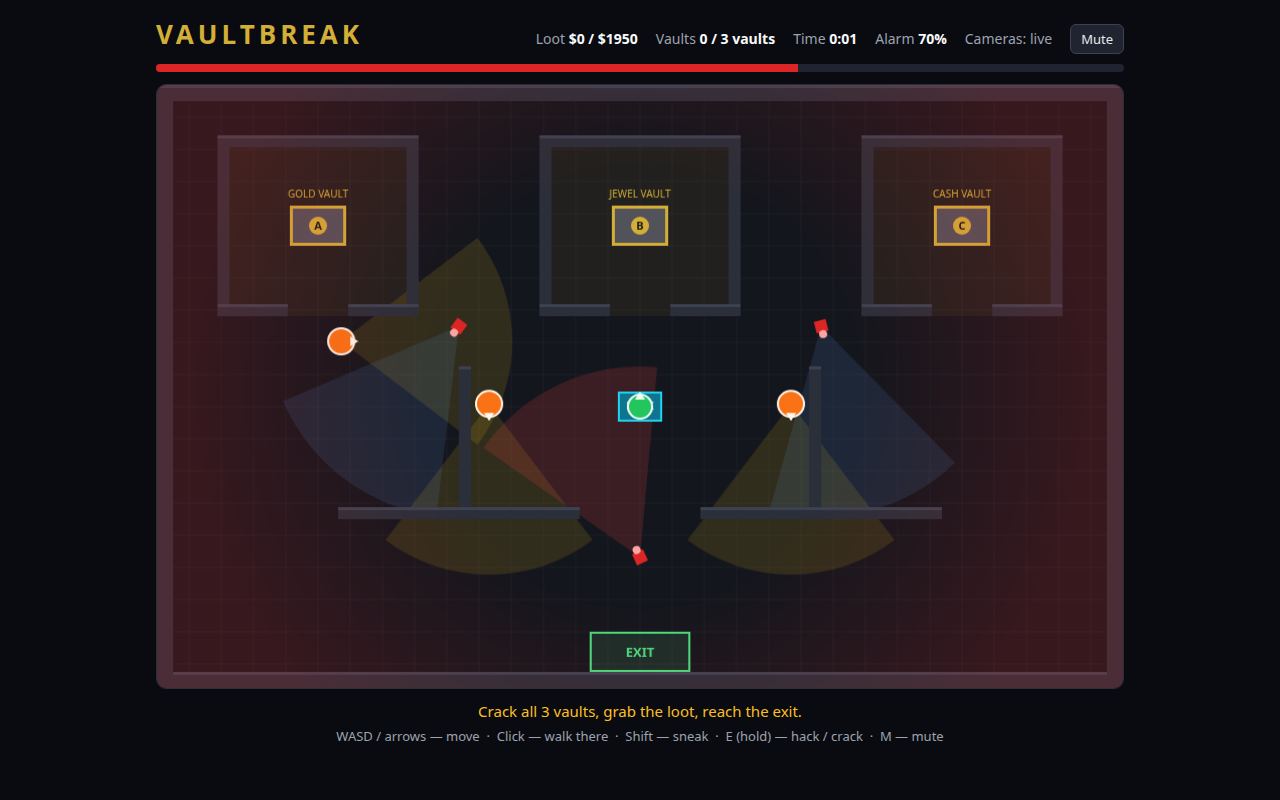 VAULTBREAK
Loot $0 / $1950 Vaults 0 / 3 vaults Time 0:01 Alarm 70% Cameras: live Mute
GOLD VAULT JEWEL VAULT CASH VAULT
A B C
EXIT
Crack all 3 vaults, grab the loot, reach the exit.
WASD / arrows — move · Click — walk there · Shift — sneak · E (hold) — hack / crack · M — mute